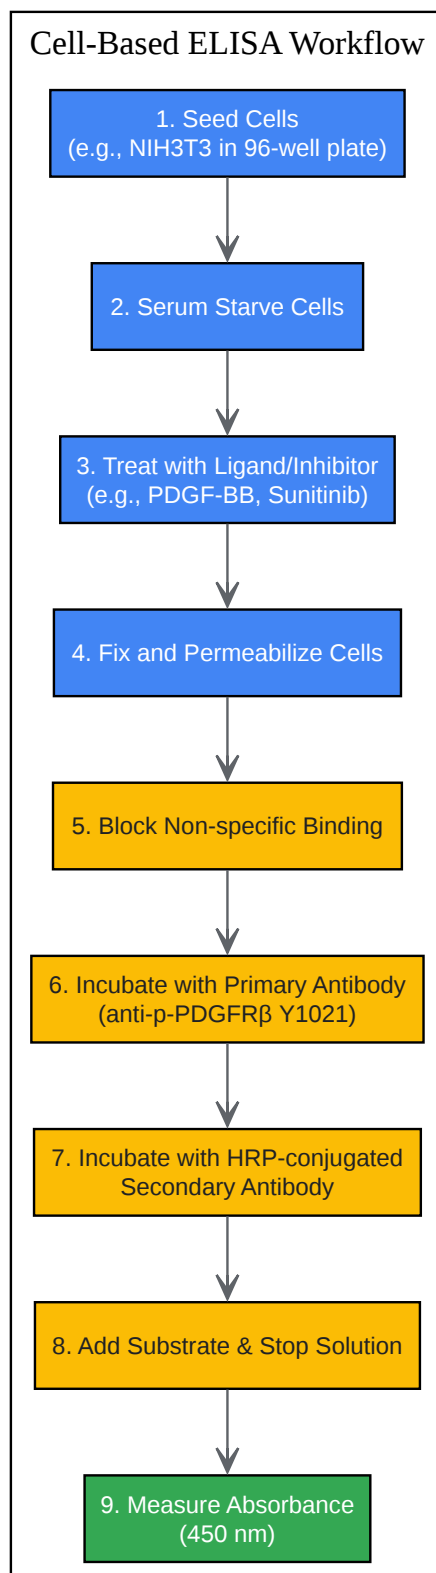 Cell-Based ELISA Workflow
1. Seed Cells
(e.g., NIH3T3 in 96-well plate)
2. Serum Starve Cells
3. Treat with Ligand/Inhibitor
(e.g., PDGF-BB, Sunitinib)
4. Fix and Permeabilize Cells
5. Block Non-specific Binding
6. Incubate with Primary Antibody
(anti-p-PDGFRβ Y1021)
7. Incubate with HRP-conjugated
Secondary Antibody
8. Add Substrate & Stop Solution
9. Measure Absorbance
(450 nm)